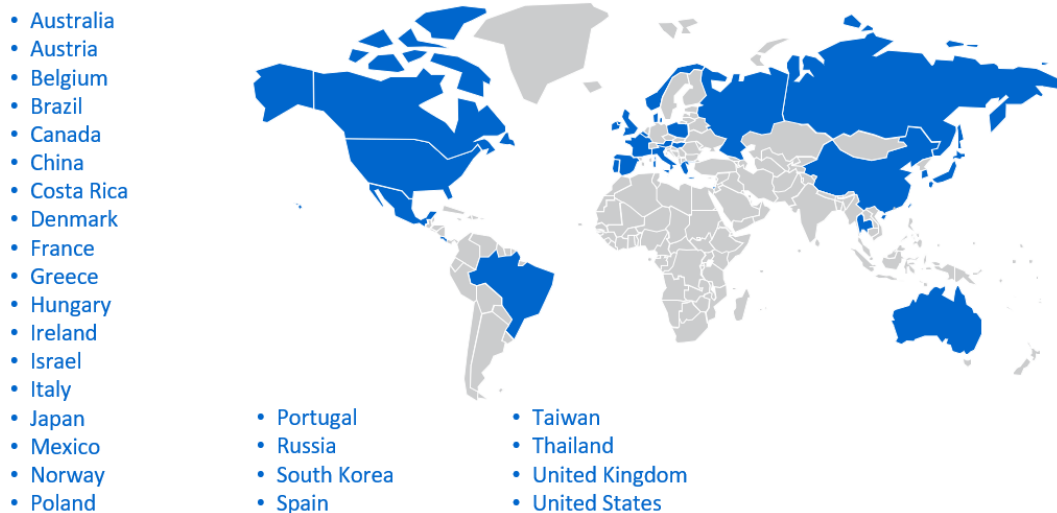 • Australia
• Austria
• Belgium
• Brazil
• Canada
• China
• Costa Rica
• Denmark
• France
• Greece
• Hungary
• Ireland
• Israel
• Italy
• Japan
• Mexico
• Norway
• Poland
• Portugal
• Russia
• South Korea
• Spain
• Taiwan
• Thailand
• United Kingdom
• United States